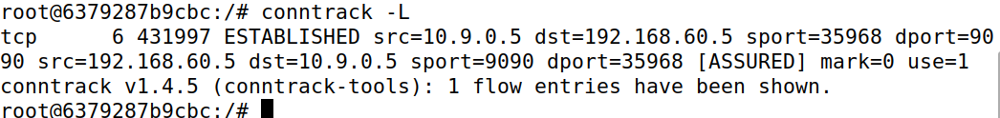 root@6379287b9cbc:/# conntrack -L
tcp      6 431997 ESTABLISHED src=10.9.0.5 dst=192.168.60.5 sport=35968 dport=90
90 src=192.168.60.5 dst=10.9.0.5 sport=9090 dport=35968 [ASSURED] mark=0 use=1
conntrack v1.4.5 (conntrack-tools): 1 flow entries have been shown.
root@6379287b9cbc:/#